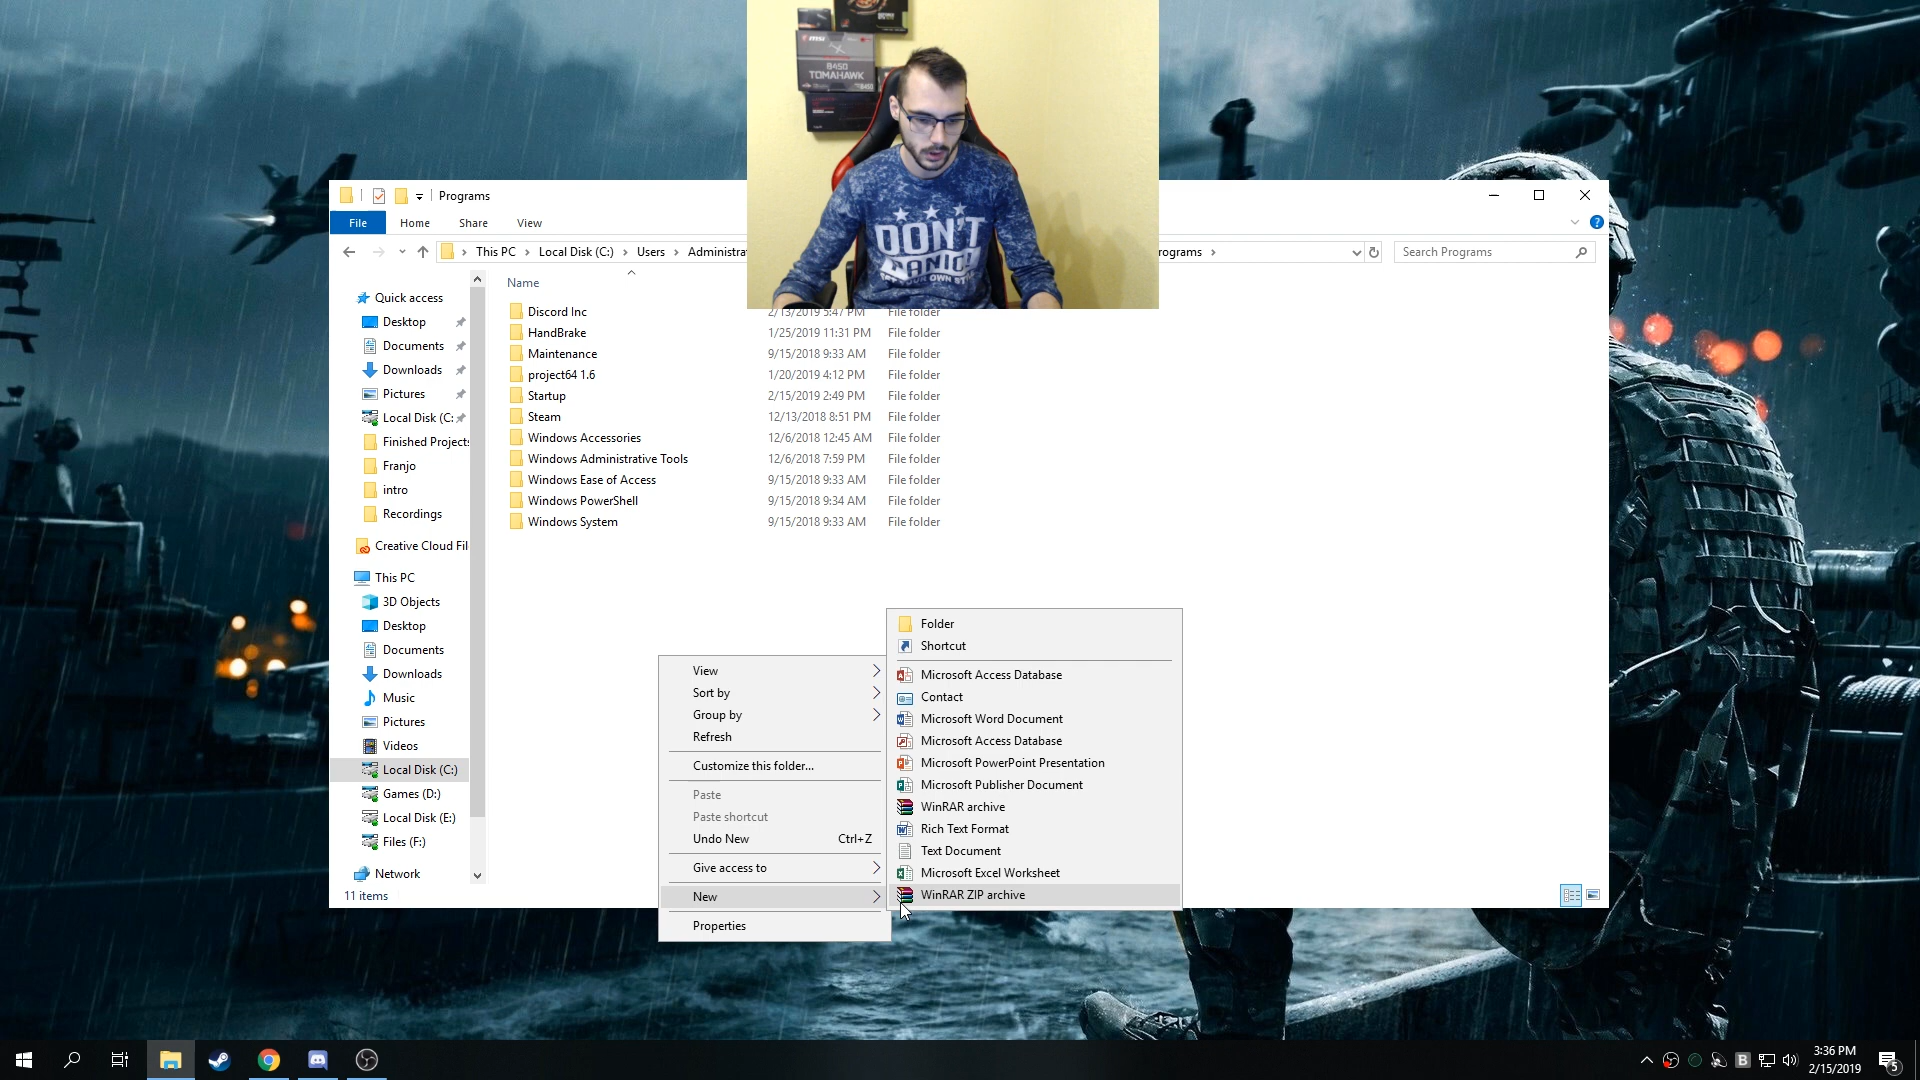 msi
B450
TOMAHAWK
B450
DON'T
PANIC!
Programs
File
Home
Share
View
This PC
Local Disk (C:)
Users
Administra
rograms
Search Programs
Name
Quick access
Desktop
Documents
Downloads
Pictures
Local Disk (C:
Finished Projects
Franjo
intro
Recordings
Creative Cloud Fil
This PC
3D Objects
Desktop
Documents
Downloads
Music
Pictures
Videos
Local Disk (C:)
Games (D:)
Local Disk (E:)
Files (F:)
Network
11 items
Discord Inc 2/13/2019 5:47 PM File folder
HandBrake 1/25/2019 11:31 PM File folder
Maintenance 9/15/2018 9:33 AM File folder
project64 1.6 1/20/2019 4:12 PM File folder
Startup 2/15/2019 2:49 PM File folder
Steam 12/13/2018 8:51 PM File folder
Windows Accessories 12/6/2018 12:45 AM File folder
Windows Administrative Tools 12/6/2018 7:59 PM File folder
Windows Ease of Access 9/15/2018 9:33 AM File folder
Windows PowerShell 9/15/2018 9:34 AM File folder
Windows System 9/15/2018 9:33 AM File folder
View
Sort by
Group by
Refresh
Customize this folder...
Paste
Paste shortcut
Undo New Ctrl+Z
Give access to
New
Properties
Folder
Shortcut
Microsoft Access Database
Contact
Microsoft Word Document
Microsoft Access Database
Microsoft PowerPoint Presentation
Microsoft Publisher Document
WinRAR archive
Rich Text Format
Text Document
Microsoft Excel Worksheet
WinRAR ZIP archive
3:36 PM
2/15/2019
5